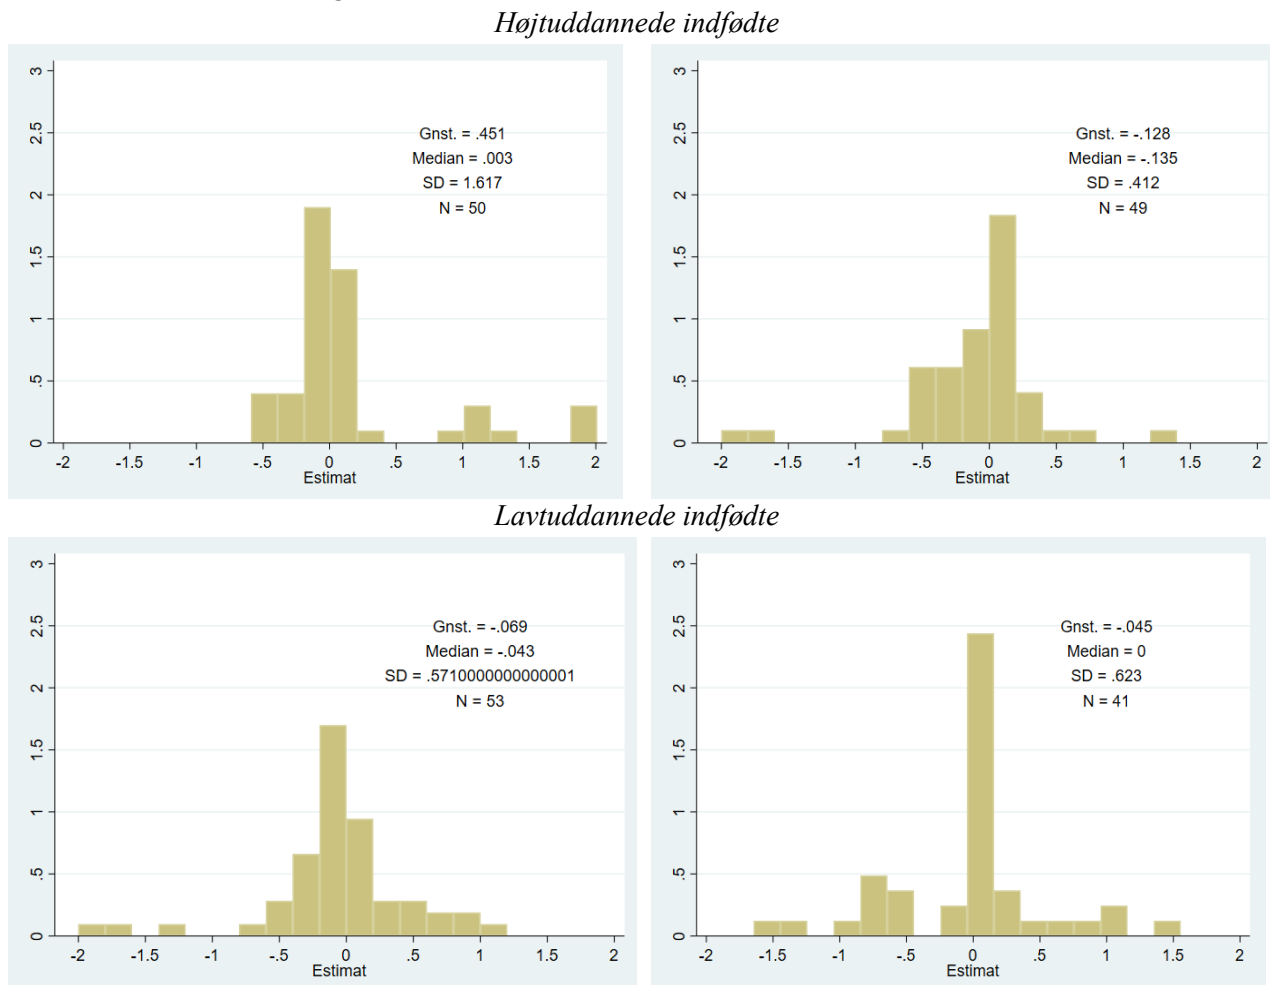 Højtuddannede indfødte
3
2.5
2
1.5
1
.5
0
Gnst. = .451
Median = .003
SD = 1.617
N = 50
-2 -1.5 -1 -.5 0 .5 1 1.5 2
Estimat
3
2.5
2
1.5
1
.5
0
Gnst. = -.128
Median = -.135
SD = .412
N = 49
-2 -1.5 -1 -.5 0 .5 1 1.5 2
Estimat
Lavtuddannede indfødte
3
2.5
2
1.5
1
.5
0
Gnst. = -.069
Median = -.043
SD = .5710000000000001
N = 53
-2 -1.5 -1 -.5 0 .5 1 1.5 2
Estimat
3
2.5
2
1.5
1
.5
0
Gnst. = -.045
Median = 0
SD = .623
N = 41
-2 -1.5 -1 -.5 0 .5 1 1.5 2
Estimat